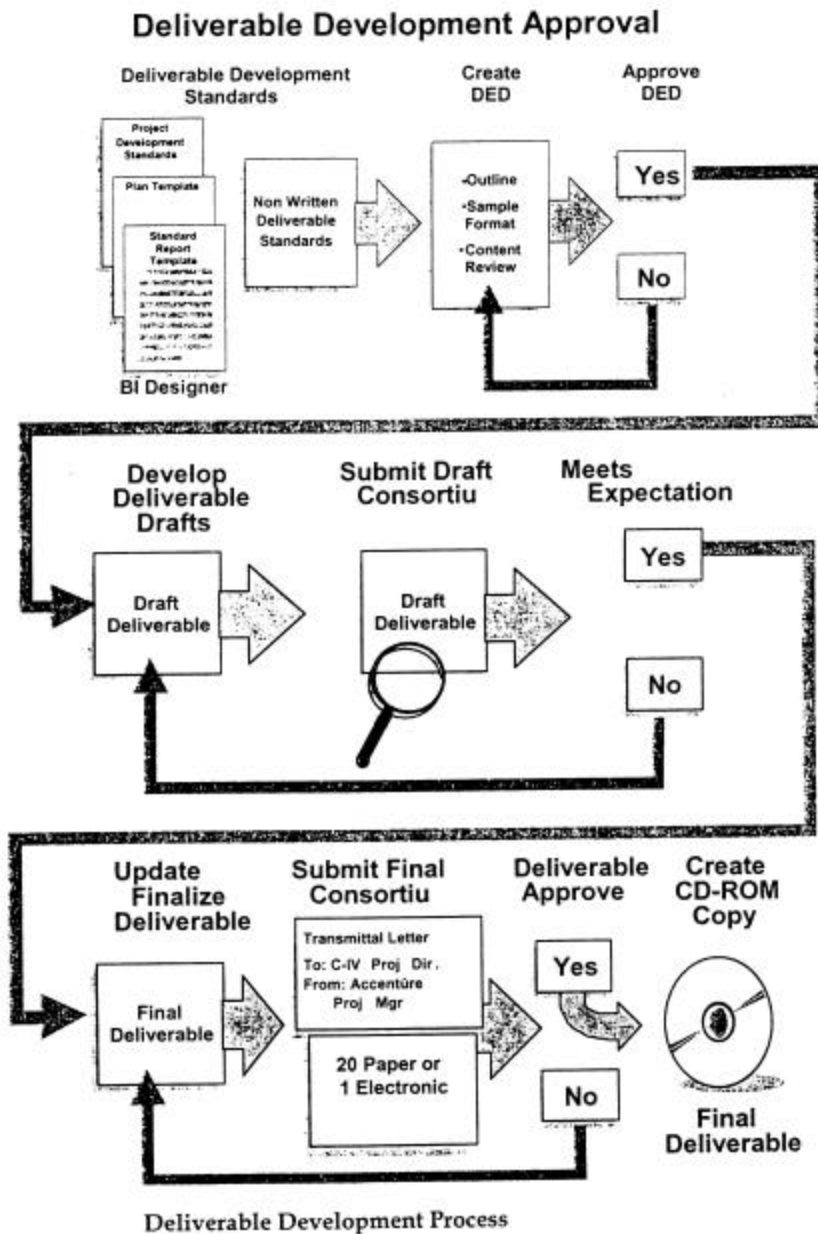 Deliverable Development Approval
Deliverable Development
Standards
Create
DED
Approve
DED
Project
Development
Standards
Plan Template
Standard
Report
Template
BI Designer
Non Written
Deliverable
Standards
•Outline
•Sample
Format
•Content
Review
Yes
No
Develop
Deliverable
Drafts
Submit Draft
Consortiu
Meets
Expectation
Draft
Deliverable
Draft
Deliverable
Yes
No
Update
Finalize
Deliverable
Submit Final
Consortiu
Deliverable
Approve
Create
CD-ROM
Copy
Final
Deliverable
Transmittal Letter
To: C-IV Proj Dir.
From: Accenture
Proj Mgr
20 Paper or
1 Electronic
Yes
No
Final
Deliverable
Deliverable Development Process